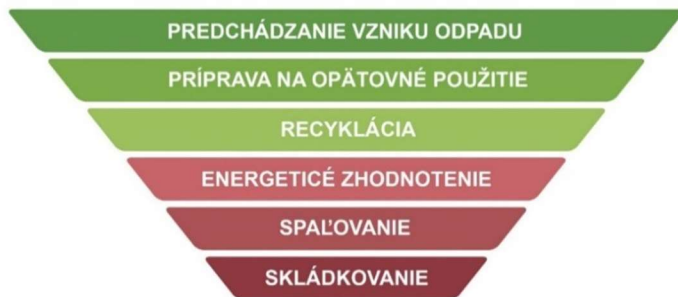 PREDCHÁDZANIE VZNIKU ODPADU
PRÍPRAVA NA OPÄTOVNÉ POUŽITIE
RECYKLÁCIA
ENERGETICÉ ZHODNOTENIE
SPAĽOVANIE
SKLÁDKOVANIE